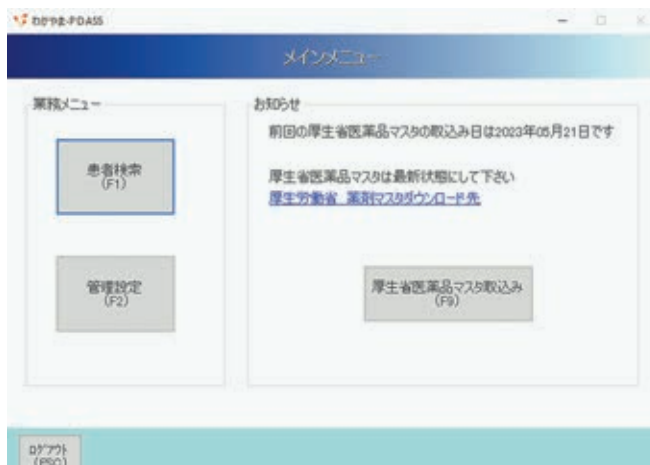 わかやま-PDASS
メインメニュー
業務メニュー
患者検索
(F1)
管理設定
(F2)
お知らせ
前回の厚生省医薬品マスタの取込み日は2023年05月21日です
厚生省医薬品マスタは最新状態にして下さい
厚生労働省 薬剤マスタダウンロード先
厚生省医薬品マスタ取込み
(F9)
ログアウト
(ESC)